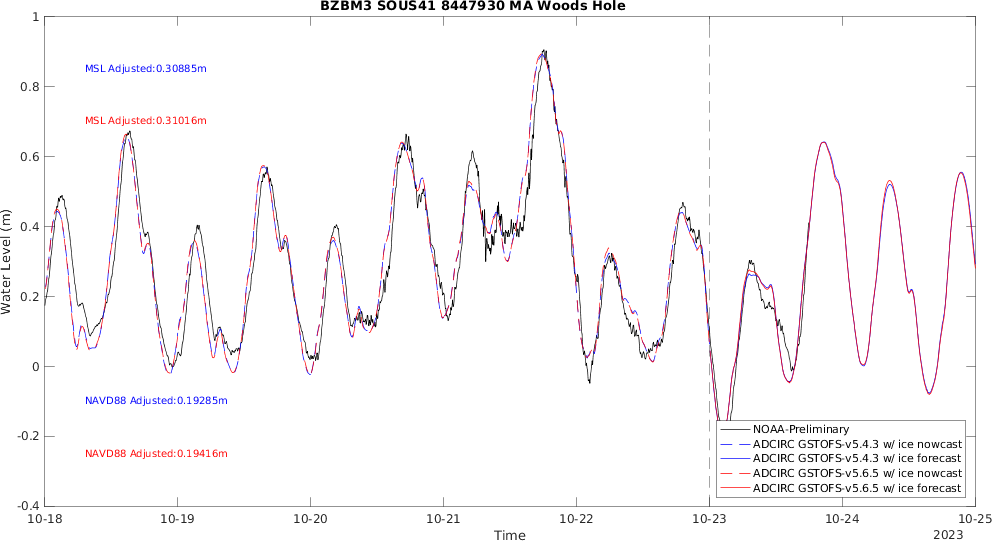 BZBM3 SOUS41 8447930 MA Woods Hole
1
0.8
0.6
0.4
0.2
0
-0.2
-0.4
Water Level (m)
MSL Adjusted:0.30885m
MSL Adjusted:0.31016m
NAVD88 Adjusted:0.19285m
NAVD88 Adjusted:0.19416m
NOAA-Preliminary
ADCIRC GSTOFS-v5.4.3 w/ ice nowcast
ADCIRC GSTOFS-v5.4.3 w/ ice forecast
ADCIRC GSTOFS-v5.6.5 w/ ice nowcast
ADCIRC GSTOFS-v5.6.5 w/ ice forecast
10-18 10-19 10-20 10-21 10-22 10-23 10-24 10-25
Time
2023